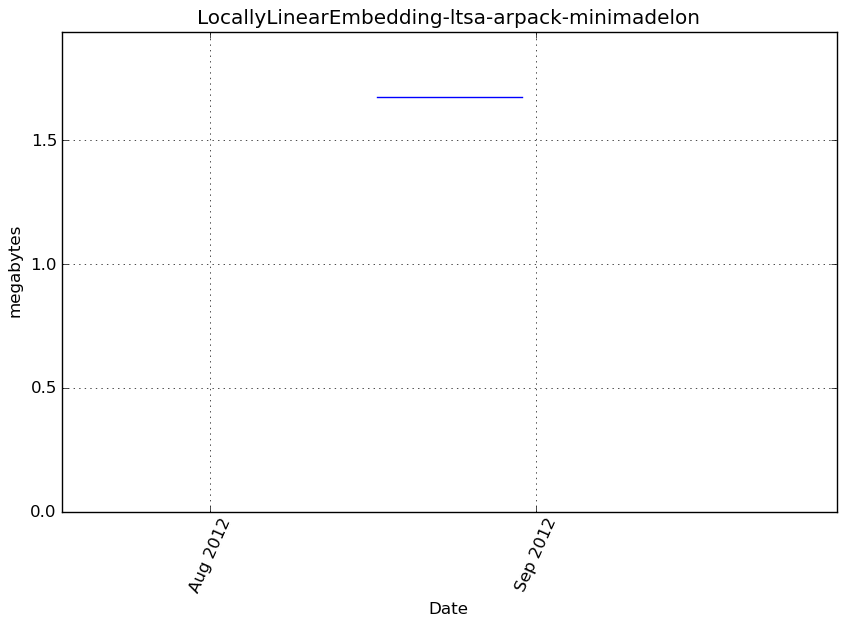 LocallyLinearEmbedding-ltsa-arpack-minimadelon
megabytes
1.5
1.0
0.5
0.0
Aug 2012
Sep 2012
Date